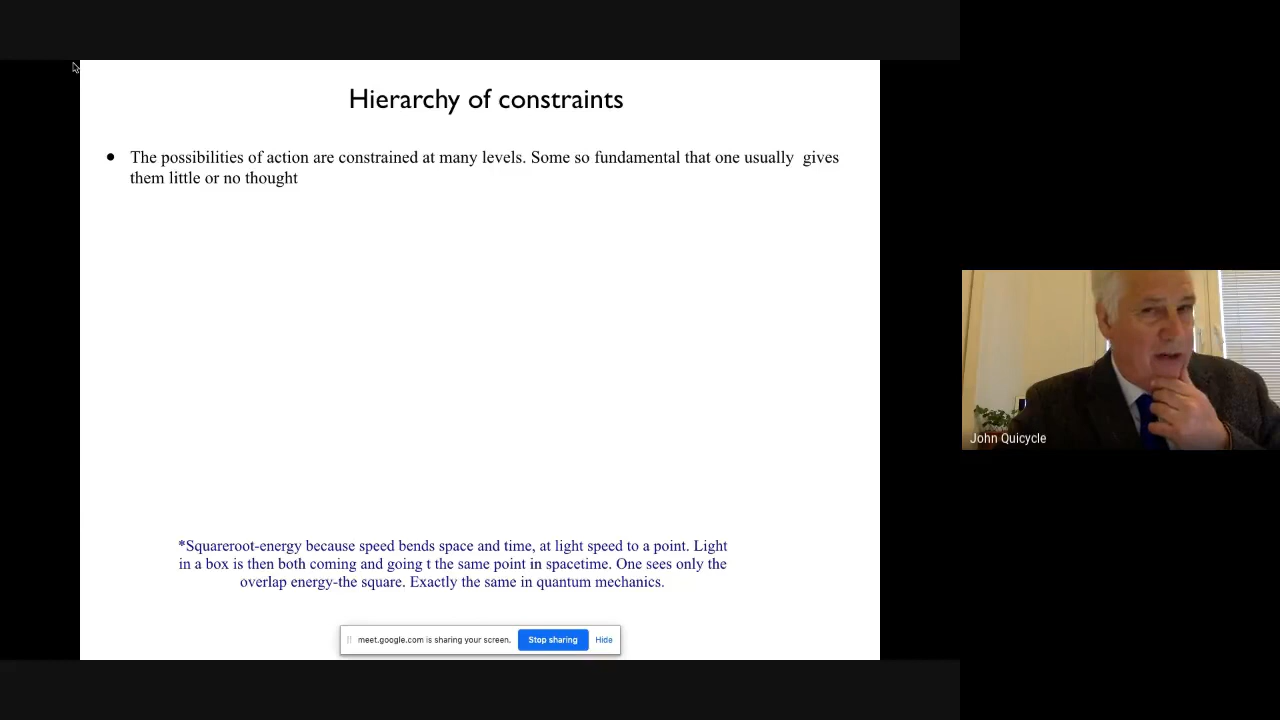 Hierarchy of constraints
● The possibilities of action are constrained at many levels. Some so fundamental that one usually gives
them little or no thought
*Squareroot-energy because speed bends space and time, at light speed to a point. Light
in a box is then both coming and going t the same point in spacetime. One sees only the
overlap energy-the square. Exactly the same in quantum mechanics.
meet.google.com is sharing your screen. Stop sharing Hide
John Quicycle